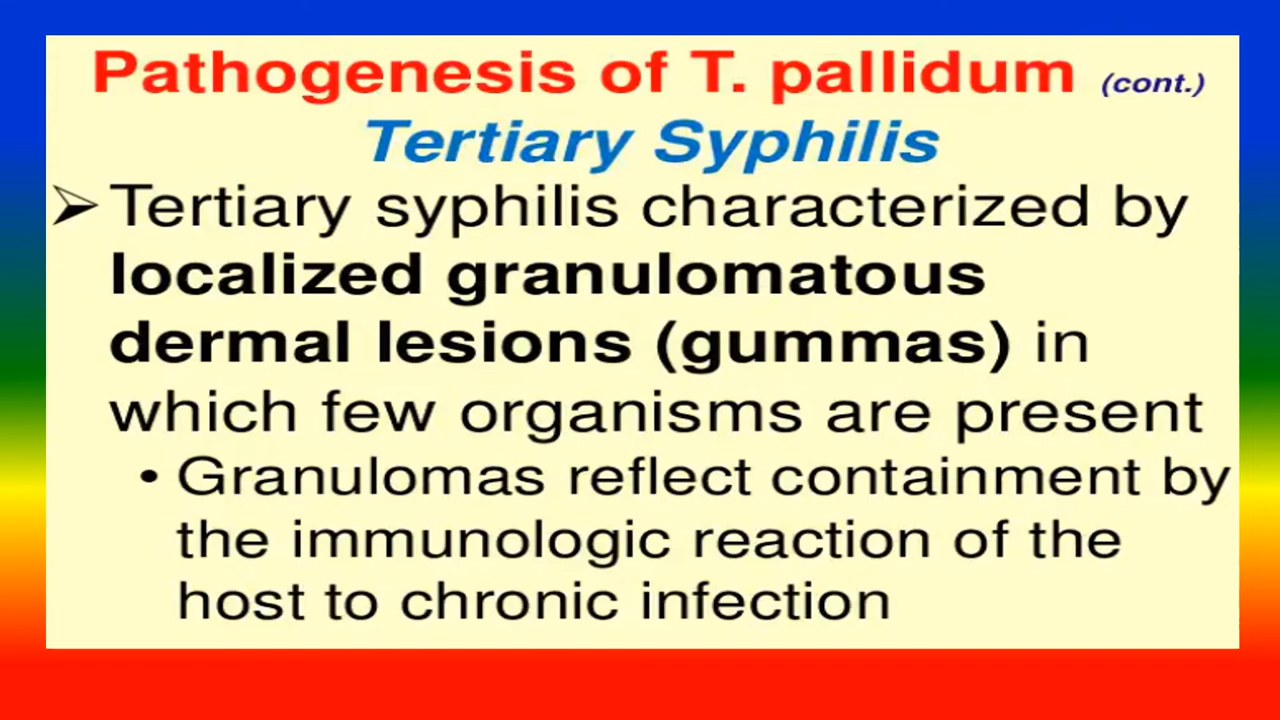 Pathogenesis of T. pallidum (cont.)
Tertiary Syphilis
➢ Tertiary syphilis characterized by
localized granulomatous
dermal lesions (gummas) in
which few organisms are present
• Granulomas reflect containment by
the immunologic reaction of the
host to chronic infection